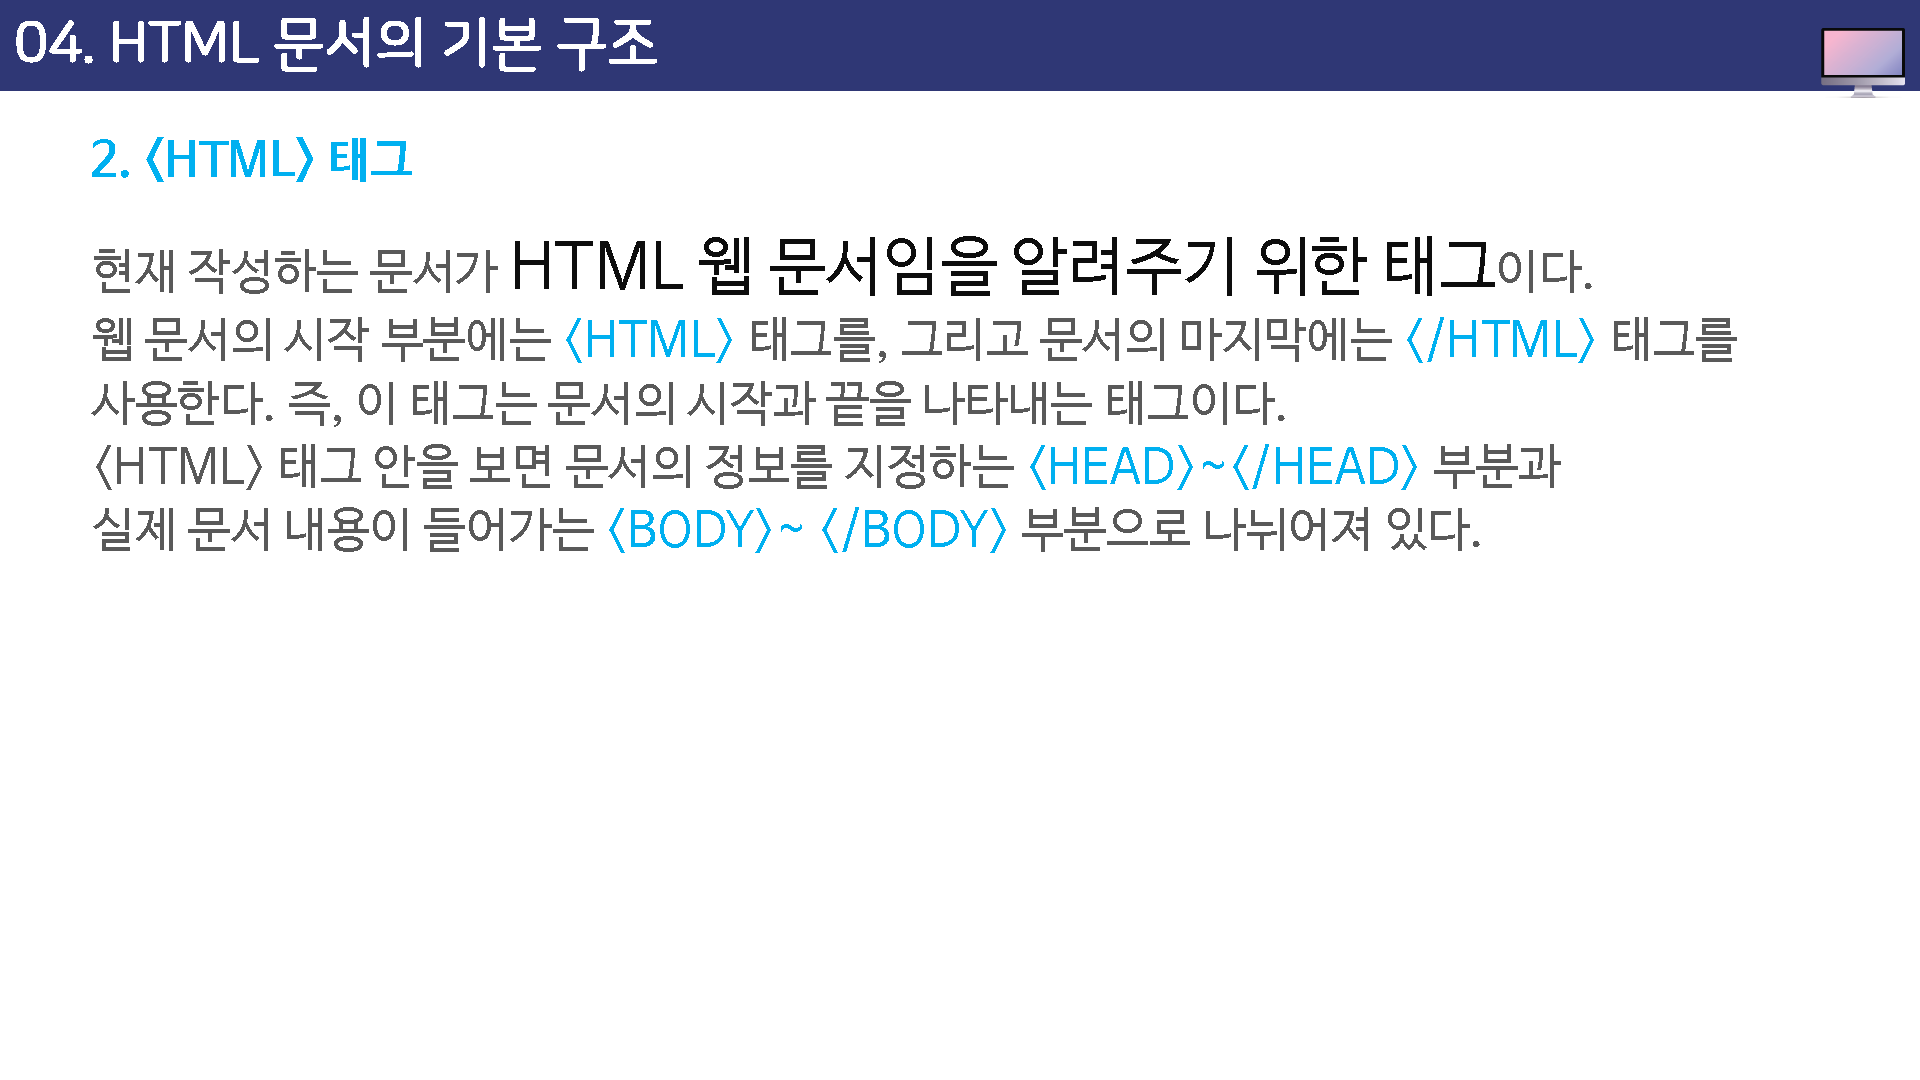 04. HTML 문서의 기본 구조
2. <HTML> 태그
현재 작성하는 문서가 HTML 웹 문서임을 알려주기 위한 태그이다.
웹 문서의 시작 부분에는 <HTML> 태그를, 그리고 문서의 마지막에는 </HTML> 태그를
사용한다. 즉, 이 태그는 문서의 시작과 끝을 나타내는 태그이다.
<HTML> 태그 안을 보면 문서의 정보를 지정하는 <HEAD>~</HEAD> 부분과
실제 문서 내용이 들어가는 <BODY>~ </BODY> 부분으로 나뉘어져 있다.